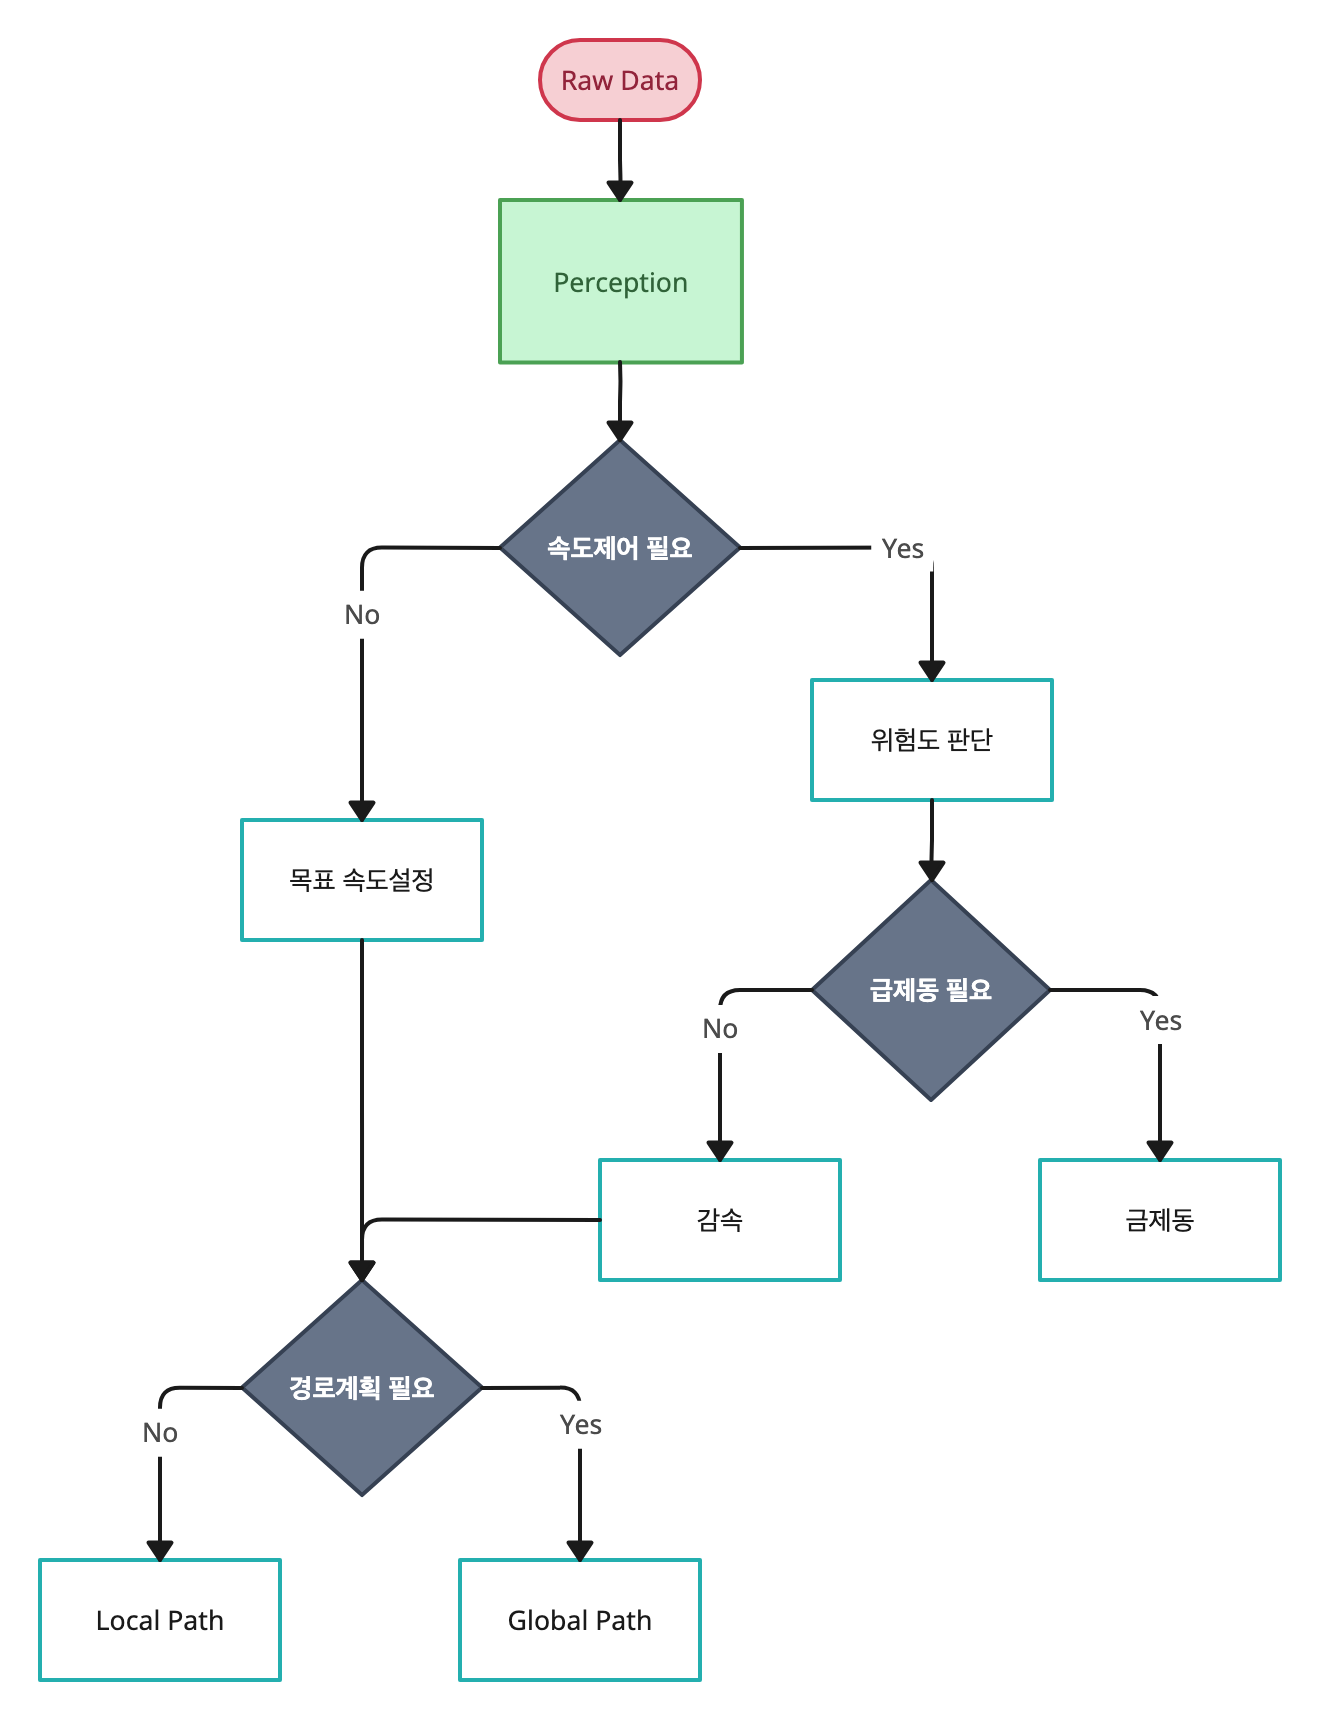 Raw Data
Perception
속도제어 필요
Yes
No
위험도 판단
목표 속도설정
급제동 필요
No
Yes
감속
금제동
경로계획 필요
No
Yes
Local Path
Global Path